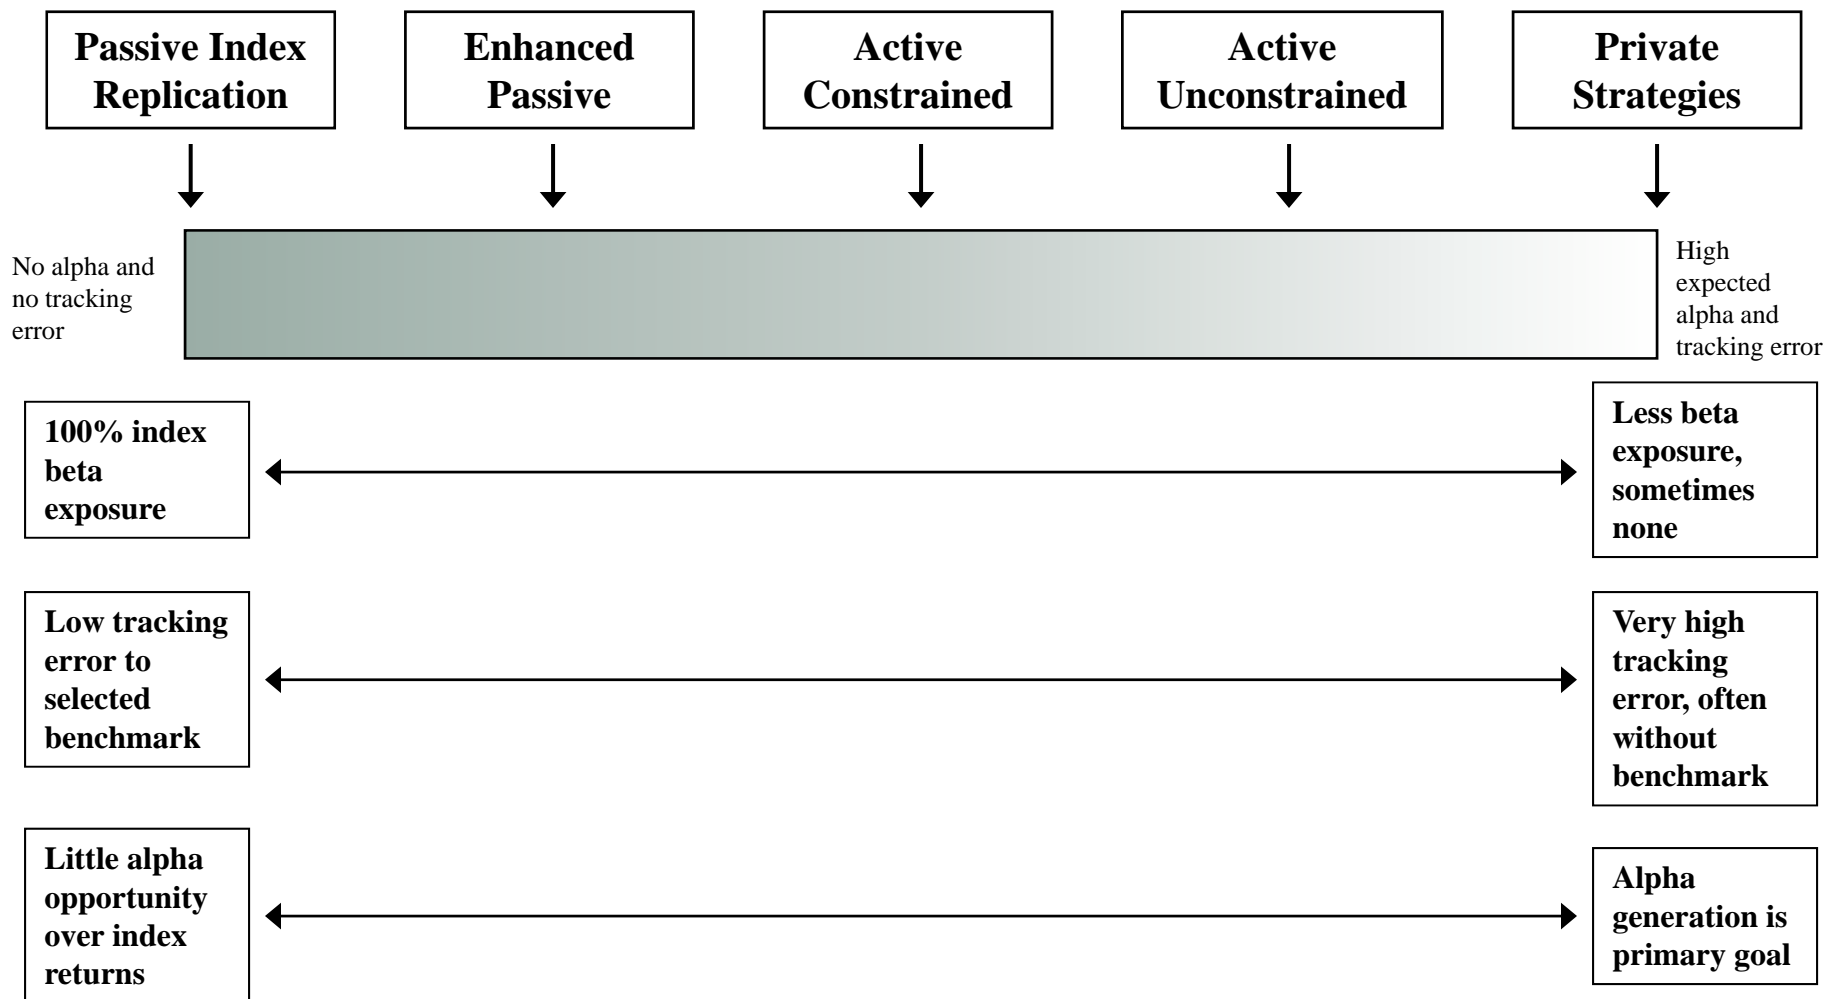 Passive Index
Replication
Enhanced
Passive
Active
Constrained
Active
Unconstrained
Private
Strategies
No alpha and
no tracking
error
High
expected
alpha and
tracking error
100% index
beta
exposure
Less beta
exposure,
sometimes
none
Low tracking
error to
selected
benchmark
Very high
tracking
error, often
without
benchmark
Little alpha
opportunity
over index
returns
Alpha
generation is
primary goal